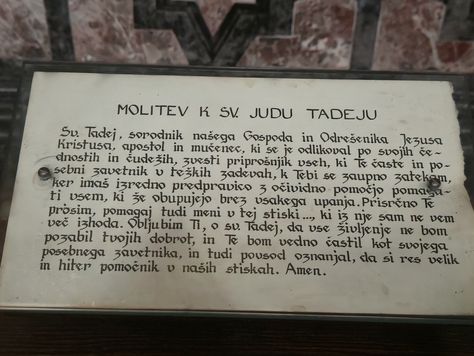 MOLITEV K SV. JUDU TADEJU
Sv. Tadej, sorodnik našega Gospoda in Odrešenika Jezusa
Kristusa, apostol in mučenec, ki se je odlikoval po svojih če-
dnostih in čudežih, zvesti priprošnjik vseh, ki Te časte in po-
sebni zavetnik v težkih zadevah, k Tebi se zaupno zatekam,
ker imaš izredno predpravico z očividno pomočjo pomaga-
ti vsem, ki že obupujejo brez vsakega upanja. Prisrčno Te
prosim, pomagaj tudi meni v tej stiski ..., ki iz nje sam ne vem
več izhoda. Obljubim Ti, o sv. Tadej, da vse življenje ne bom
pozabil tvojih dobrot, in Te bom vedno častil kot svojega
posebnega zavetnika, in tudi povsod oznanjal, da si res velik
in hiter pomočnik v naših stiskah. Amen.